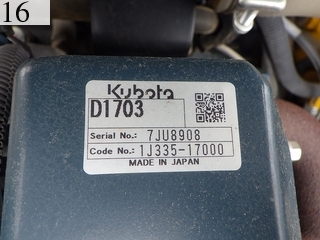 16
Kubota
D1703
Serial No.: 7JU8908
Code No.: 1J335-17000
MADE IN JAPAN